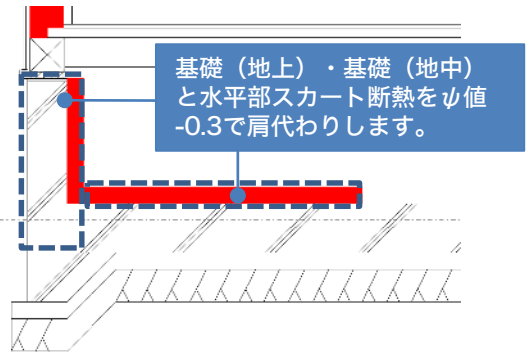 基礎（地上）・基礎（地中）
と水平部スカート断熱をψ値
-0.3で肩代わりします。